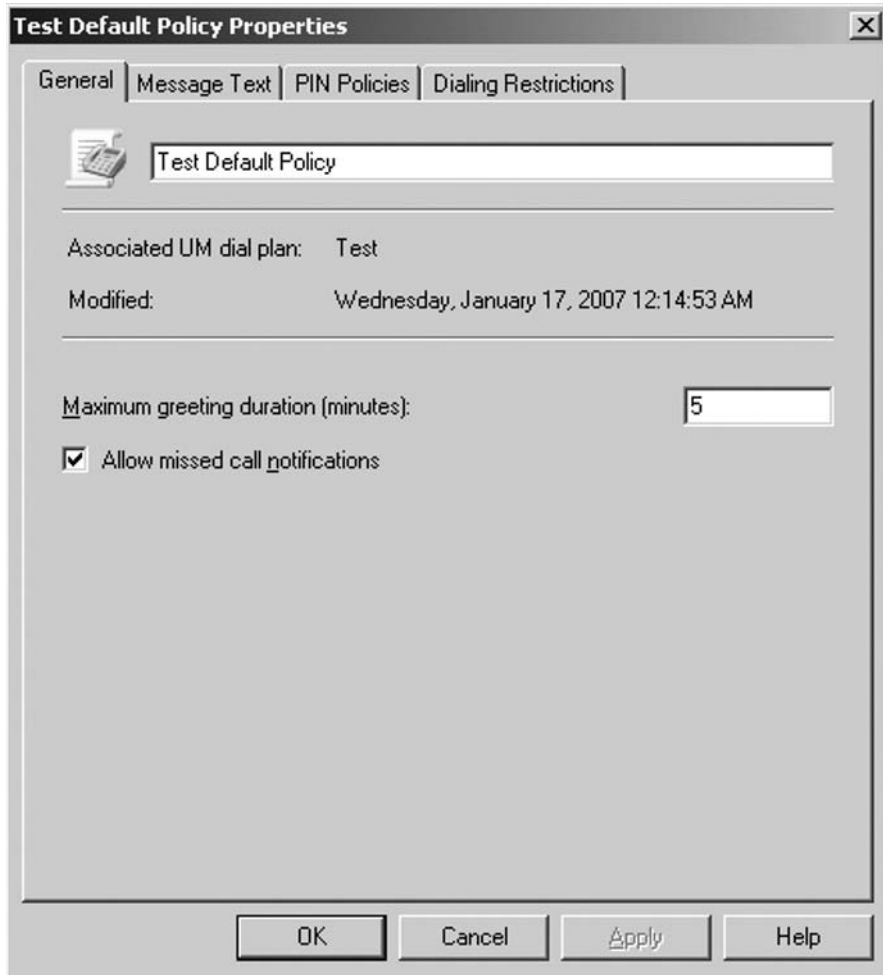 Test Default Policy Properties
General Message Text PIN Policies Dialing Restrictions
Test Default Policy
Associated UM dial plan: Test
Modified: Wednesday, January 17, 2007 12:14:53 AM
Maximum greeting duration (minutes): 5
Allow missed call notifications
OK Cancel Apply Help